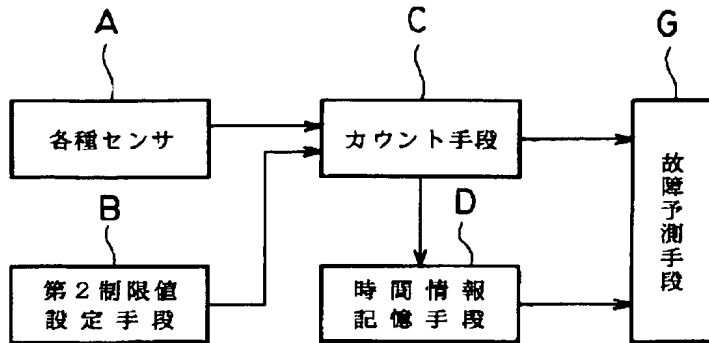 A
C
G
各種センサ
カウント手段
故障予測手段
B
D
第2制限値
設定手段
時間情報
記憶手段